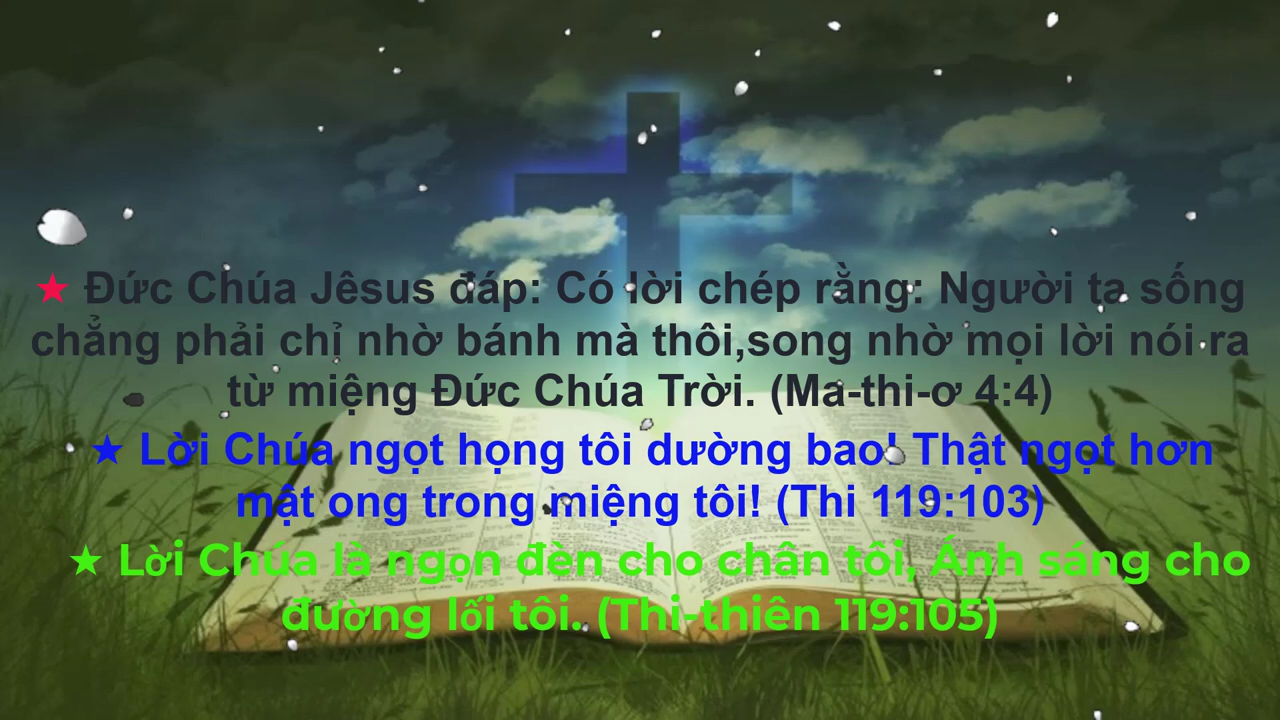 ★ Đức Chúa Jêsus đáp: Có lời chép rằng: Người ta sống
chẳng phải chỉ nhờ bánh mà thôi,song nhờ mọi lời nói ra
từ miệng Đức Chúa Trời. (Ma-thi-ơ 4:4)
★ Lời Chúa ngọt họng tôi dường bao! Thật ngọt hơn
mật ong trong miệng tôi! (Thi 119:103)
★ Lời Chúa là ngọn đèn cho chân tôi, Ánh sáng cho
đường lối tôi. (Thi-thiên 119:105)